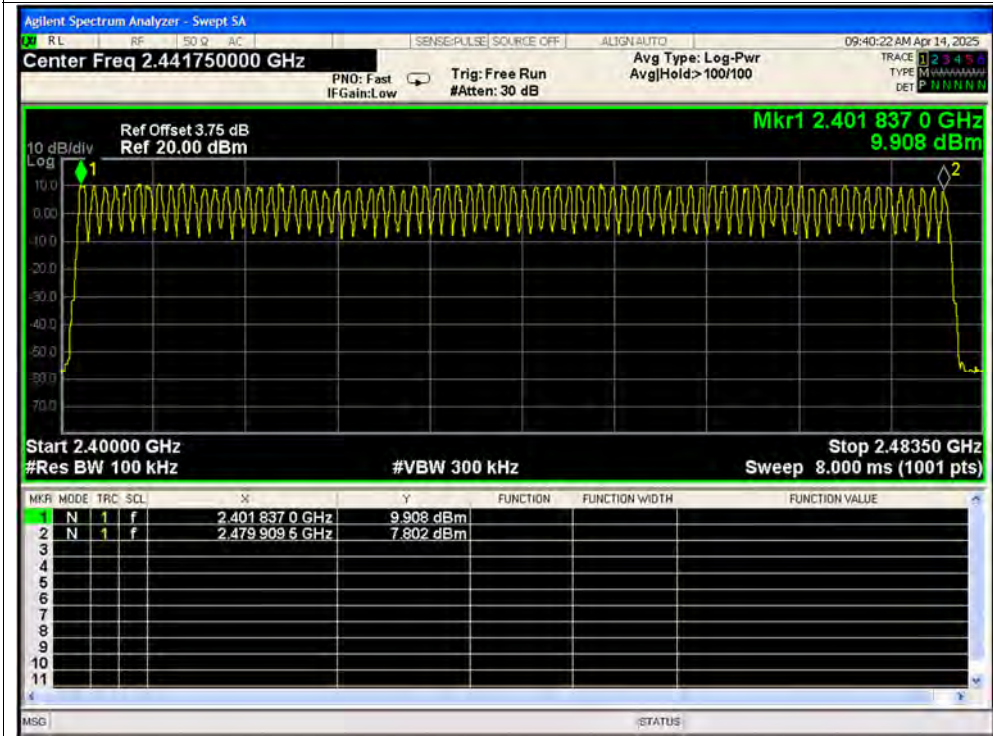 Agilent Spectrum Analyzer - Swept SA
RL RF 50 Ω AC SENSE:PULSE SOURCE OFF ALIGN AUTO 09:40:22 AM Apr 14, 2025
Center Freq 2.441750000 GHz
PNO: Fast
IFGain:Low
Trig: Free Run
#Atten: 30 dB
Avg Type: Log-Pwr
Avg|Hold:>100/100
TRACE 1 2 3 4 5 6
TYPE M
DET P N N N N N
Mkr1 2.401 837 0 GHz
9.908 dBm
Ref Offset 3.75 dB
10 dB/div Ref 20.00 dBm
Log
1
2
10.0
0.00
-10.0
-20.0
-30.0
-40.0
-50.0
-60.0
-70.0
Start 2.40000 GHz Stop 2.48350 GHz
#Res BW 100 kHz #VBW 300 kHz Sweep 8.000 ms (1001 pts)
MKR MODE TRC SCL X Y FUNCTION FUNCTION WIDTH FUNCTION VALUE
1 N 1 f 2.401 837 0 GHz 9.908 dBm
2 N 1 f 2.479 909 5 GHz 7.802 dBm
3
4
5
6
7
8
9
10
11
MSG STATUS